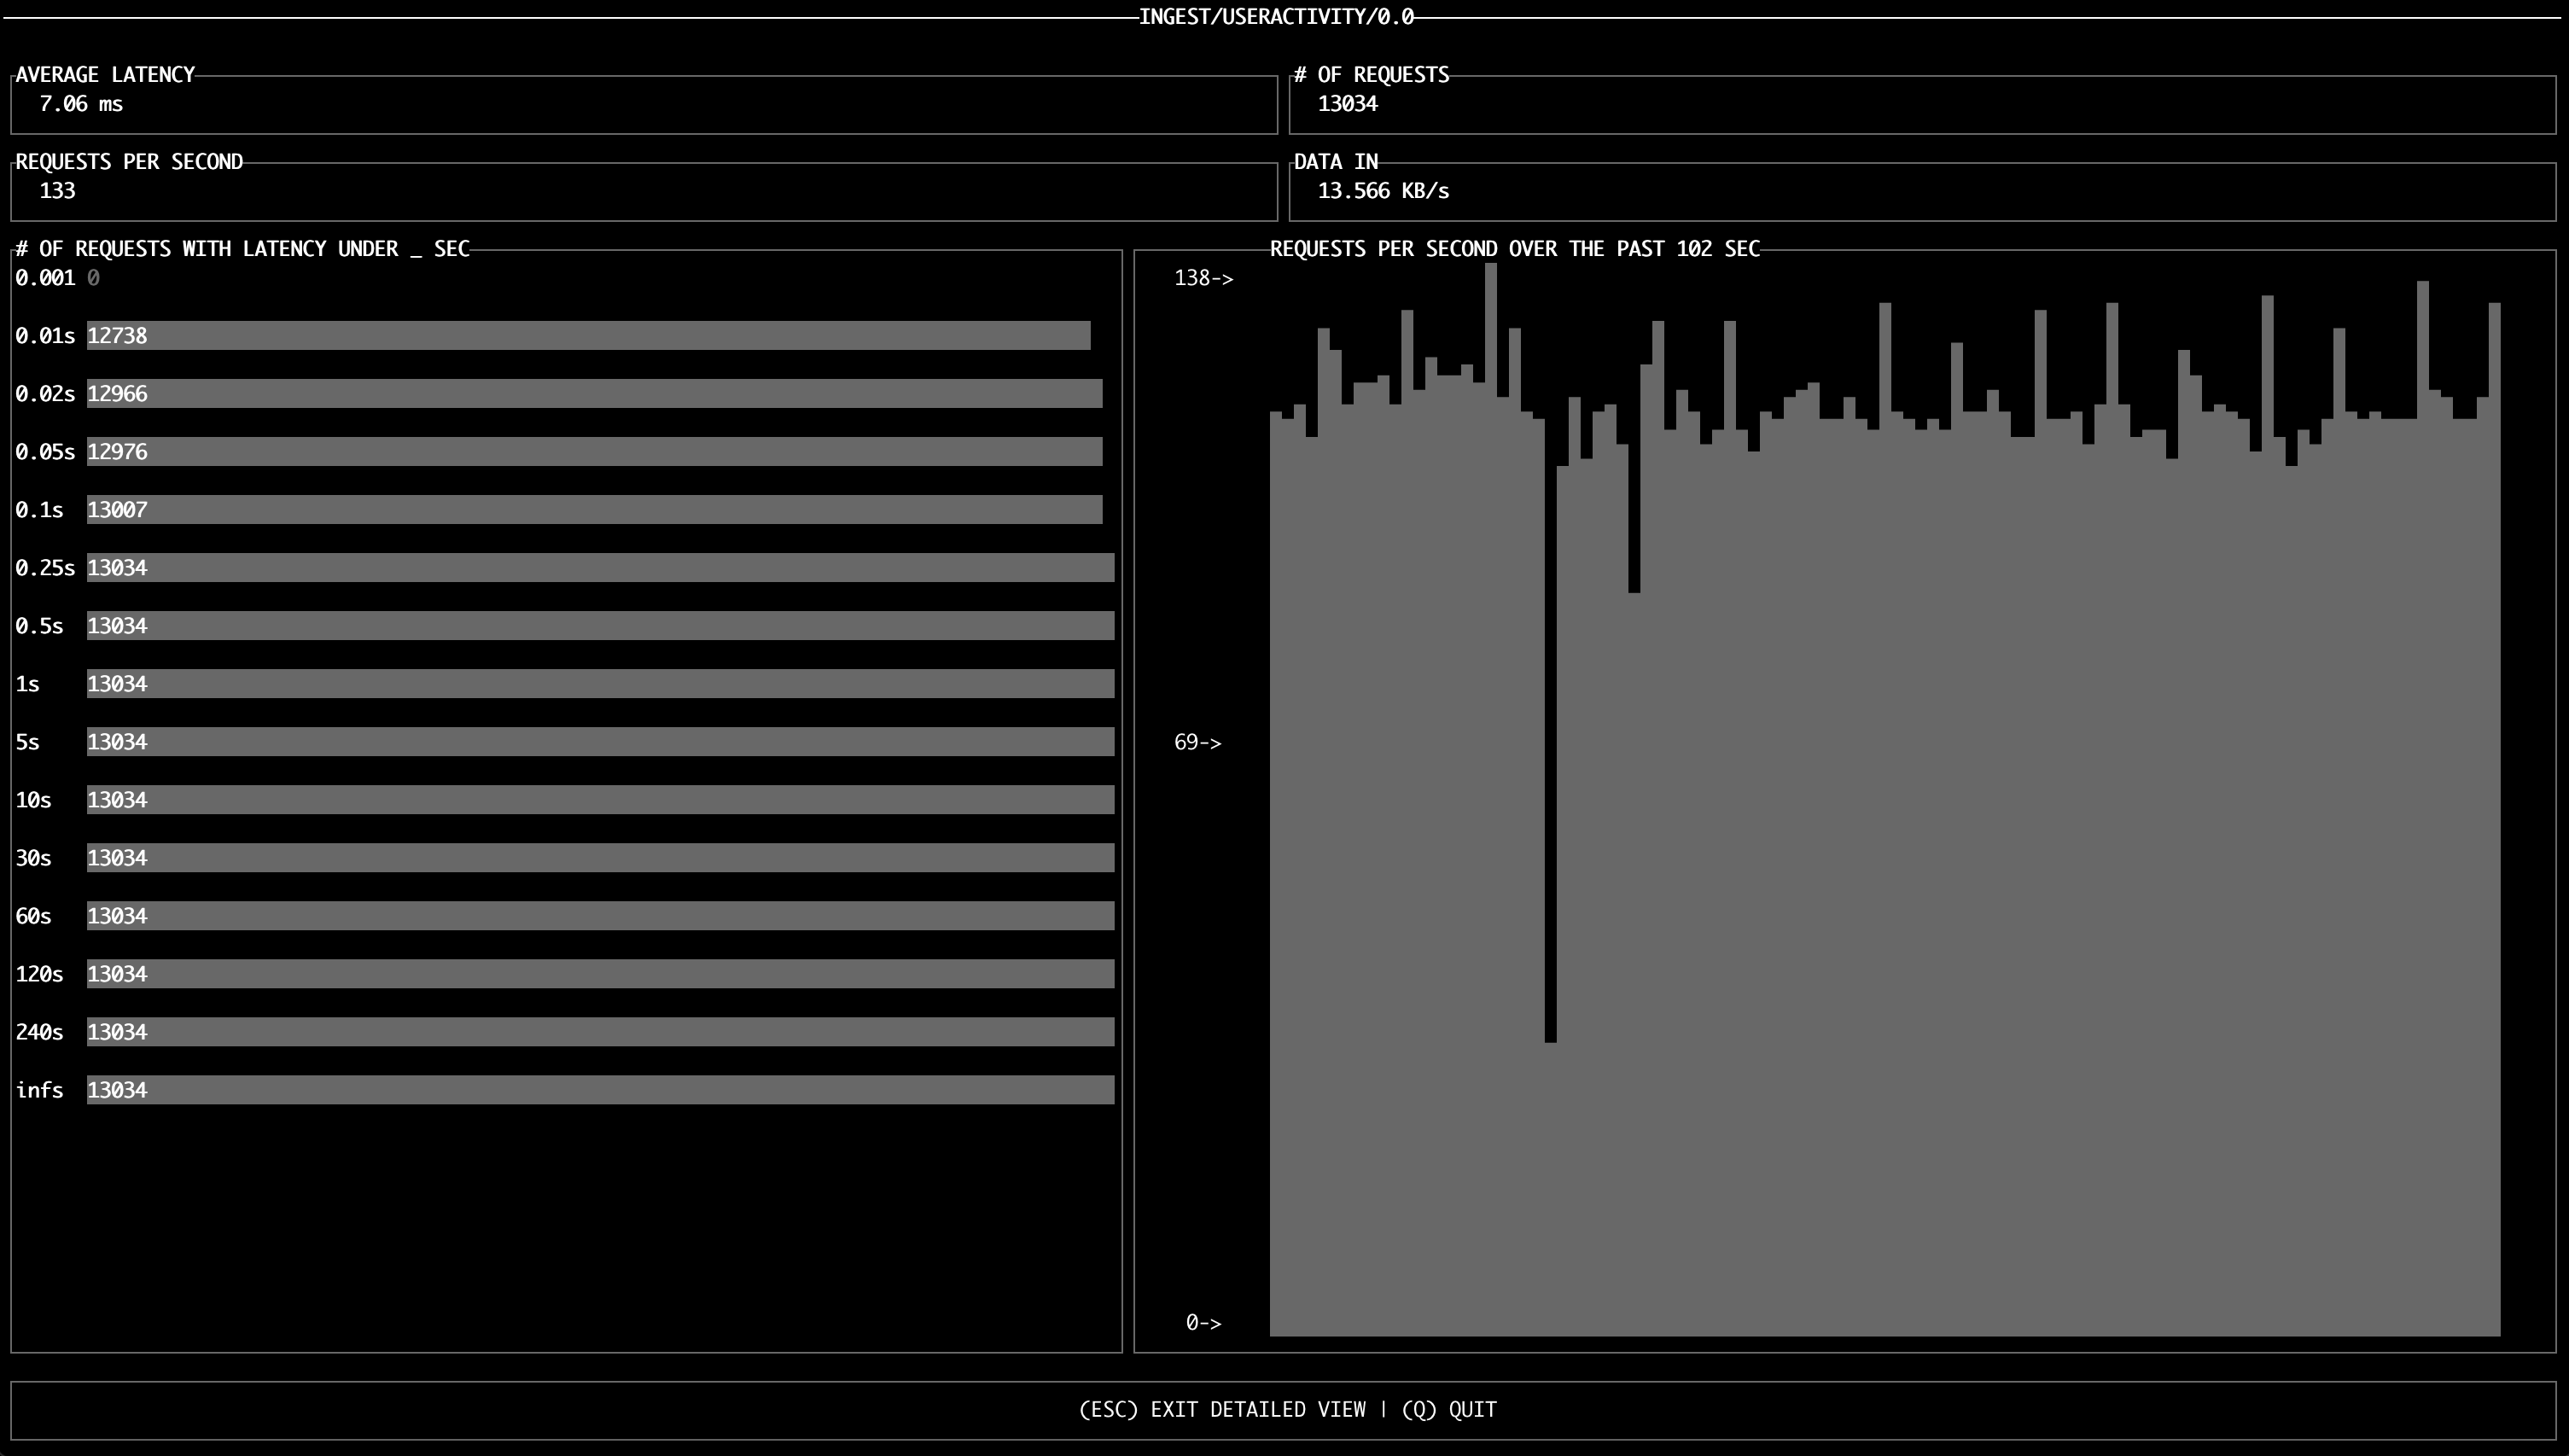 INGEST/USERACTIVITY/0.0
AVERAGE LATENCY
7.06 ms
# OF REQUESTS
13034
REQUESTS PER SECOND
133
DATA IN
13.566 KB/s
# OF REQUESTS WITH LATENCY UNDER _ SEC
0.001 0
0.01s 12738
0.02s 12966
0.05s 12976
0.1s 13007
0.25s 13034
0.5s 13034
1s 13034
5s 13034
10s 13034
30s 13034
60s 13034
120s 13034
240s 13034
infs 13034
REQUESTS PER SECOND OVER THE PAST 102 SEC
138->
69->
0->
(ESC) EXIT DETAILED VIEW | (Q) QUIT